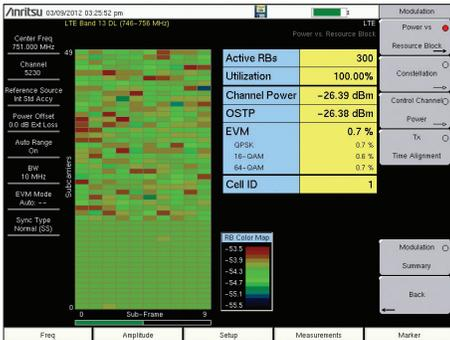 Anritsu 03/09/2012 03:25:52 pm
LTE Band 13 DL (746-756 MHz)
LTE
Power vs. Resource Block
Center Freq
751.000 MHz
Channel
5230
Reference Source
Int Std Accy
Power Offset
0.0 dB Ext Loss
Auto Range
On
BW
10 MHz
EVM Mode
Auto: --
Sync Type
Normal (SS)
49
Subcarriers
0
0 Sub-Frame 9
Active RBs 300
Utilization 100.00%
Channel Power -26.39 dBm
OSTP -26.38 dBm
EVM 0.7 %
QPSK 0.7 %
16-QAM 0.6 %
64-QAM 0.7 %
Cell ID 1
RB Color Map
-53.5
-53.9
-54.3
-54.7
-55.1
-55.5
Modulation
Power vs
Resource Block
Constellation
Control Channel
Power
Tx
Time Alignment
Modulation
Summary
Back
Freq Amplitude Setup Measurements Marker